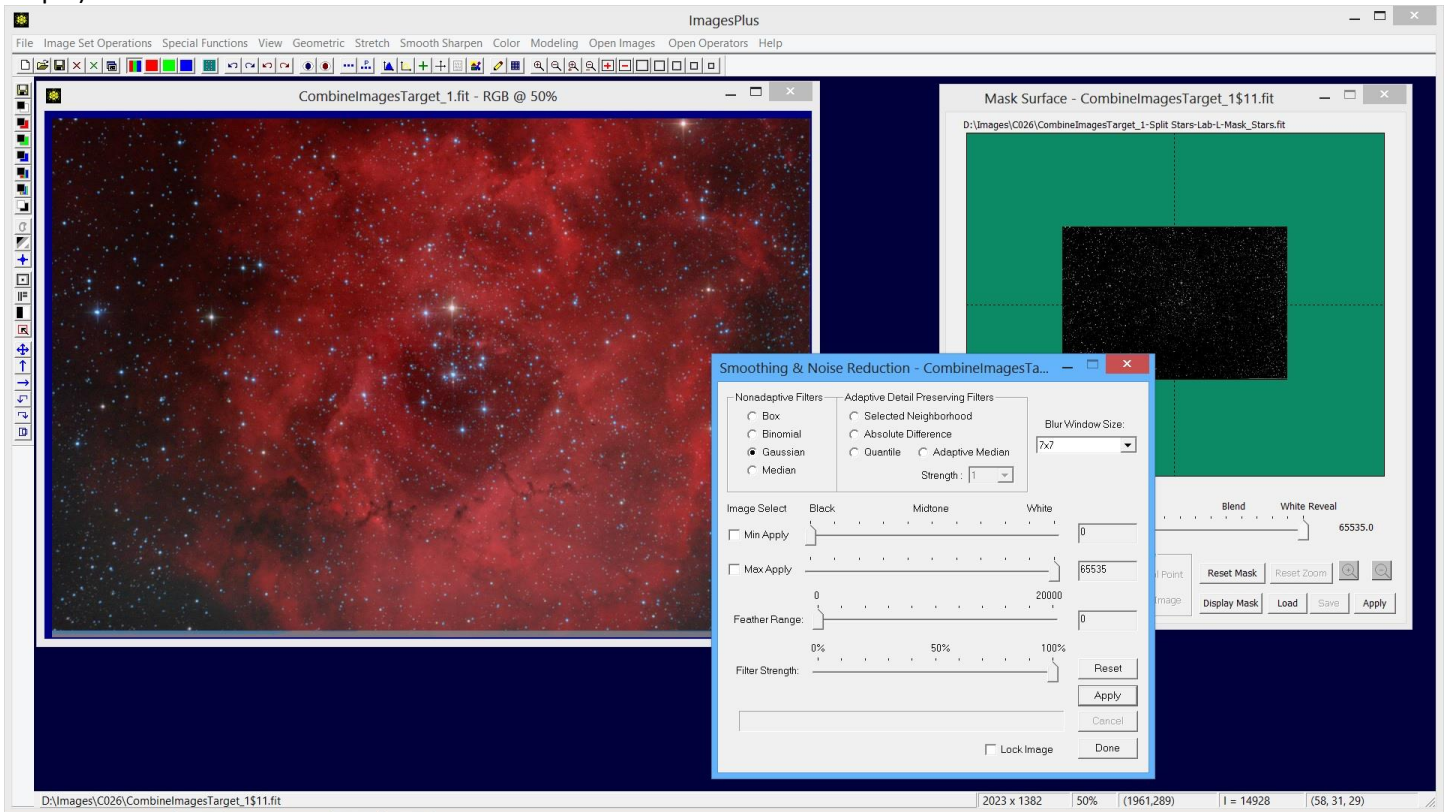 ImagesPlus
File Image Set Operations Special Functions View Geometric Stretch Smooth Sharpen Color Modeling Open Images Open Operators Help
CombineImagesTarget_1.fit - RGB @ 50%
Mask Surface - CombineImagesTarget_1$11.fit
D:\Images\C026\CombineImagesTarget_1-Split Stars-Lab-L-Mask_Stars.fit
Blend White Reveal
65535.0
Point
Reset Mask Reset Zoom
Image
Display Mask Load Save Apply
Smoothing & Noise Reduction - CombineImagesTa...
Nonadaptive Filters Adaptive Detail Preserving Filters
Box Selected Neighborhood
Blur Window Size:
Binomial Absolute Difference
7x7
Gaussian Quantile Adaptive Median
Median Strength : 1
Image Select Black Midtone White
Min Apply 0
Max Apply 65535
0 20000
Feather Range: 0
0% 50% 100%
Filter Strength: Reset
Apply
Cancel
Lock Image Done
D:\Images\C026\CombineImagesTarget_1$11.fit 2023 x 1382 50% (1961,289) I = 14928 (58, 31, 29)